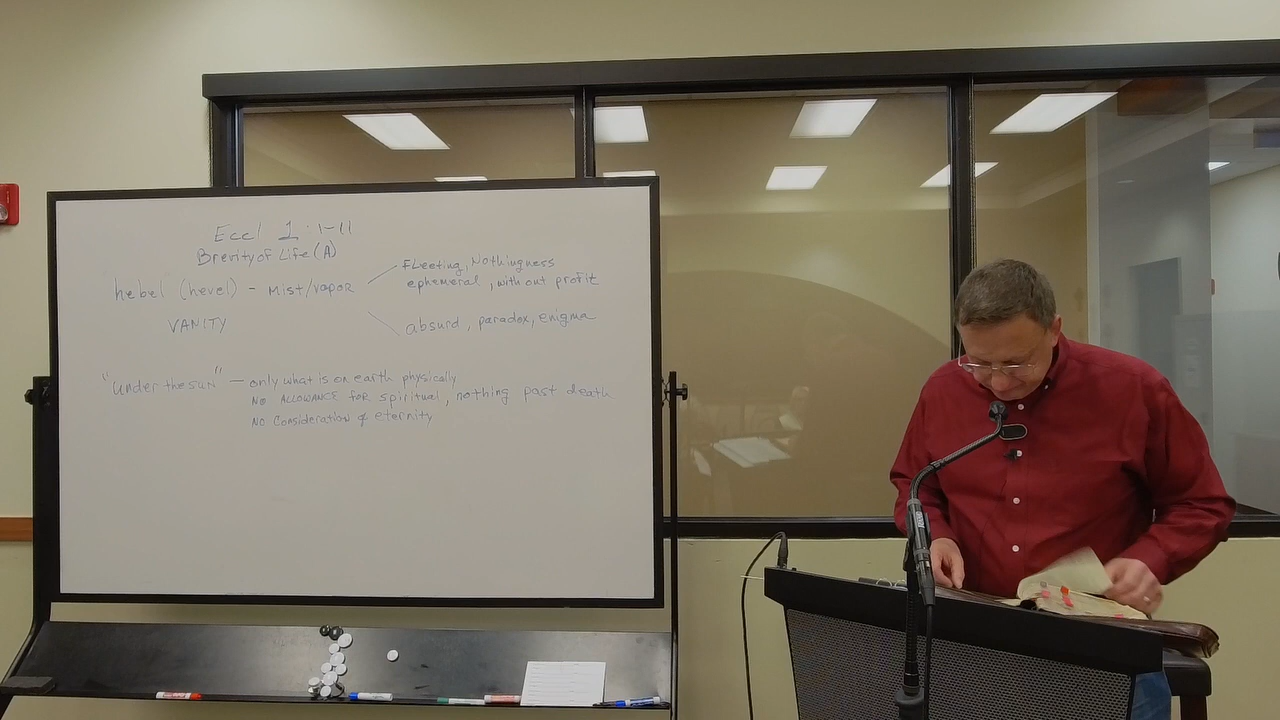 Eccl 1:1-11
Brevity of Life (A)
FLeeting, Nothingness
hebel (hevel) - Mist/vapor
ephemeral, with out profit
VANITY
absurd, paradox, enigma
"under the sun" - only what is on earth physically
NO ALLOWANCE FOR spiritual, nothing past death
NO Consideration of eternity